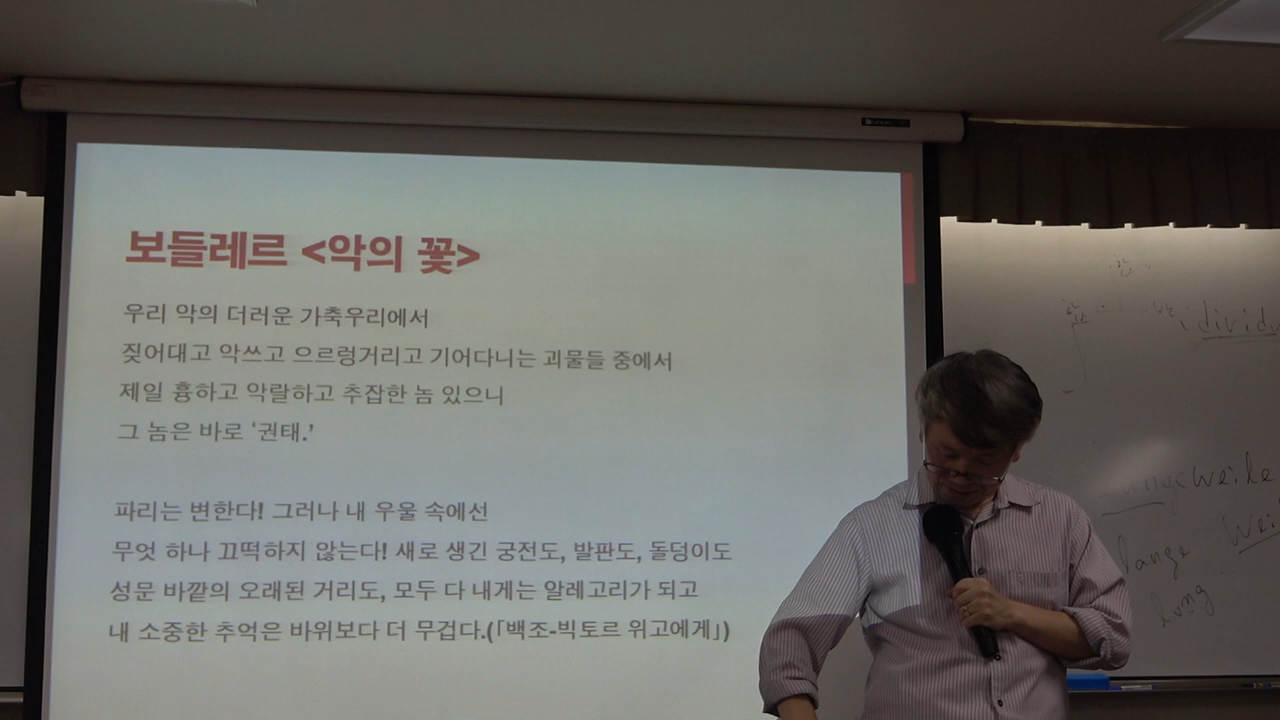 보들레르 <악의 꽃>
우리 악의 더러운 가축우리에서
짖어대고 악쓰고 으르렁거리고 기어다니는 괴물들 중에서
제일 흉하고 악랄하고 추잡한 놈 있으니
그 놈은 바로 ‘권태.’
파리는 변한다! 그러나 내 우울 속에선
무엇 하나 끄떡하지 않는다! 새로 생긴 궁전도, 발판도, 돌덩이도
성문 바깥의 오래된 거리도, 모두 다 내게는 알레고리가 되고
내 소중한 추억은 바위보다 더 무겁다.(「백조-빅토르 위고에게」)
lange Wei
long